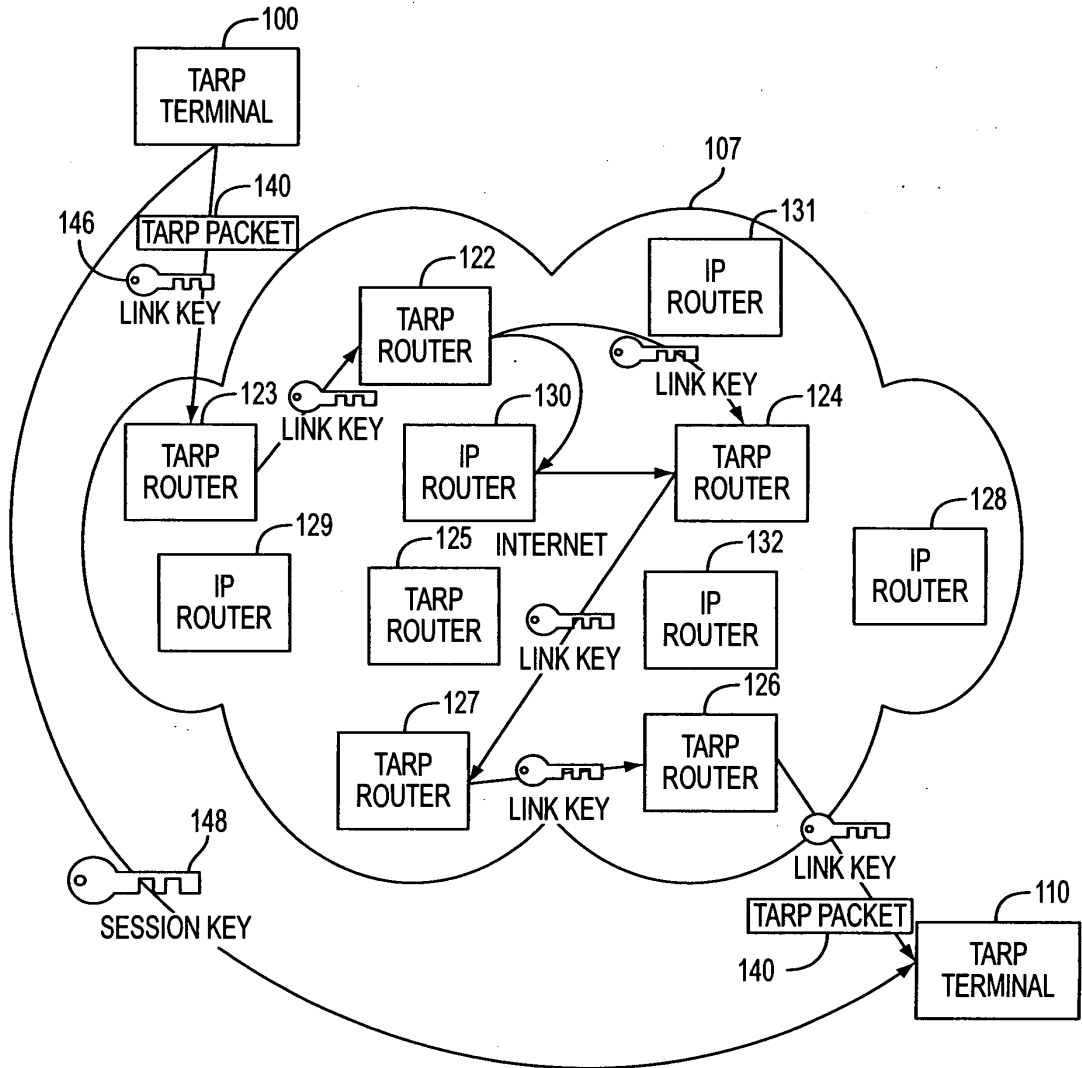 100
TARP
TERMINAL
140
TARP PACKET
146
LINK KEY
107
131
IP
ROUTER
122
TARP
ROUTER
LINK KEY
123
TARP
ROUTER
LINK KEY
130
IP
ROUTER
124
TARP
ROUTER
INTERNET
129
IP
ROUTER
125
TARP
ROUTER
132
IP
ROUTER
128
IP
ROUTER
LINK KEY
127
TARP
ROUTER
LINK KEY
126
TARP
ROUTER
LINK KEY
148
SESSION KEY
TARP PACKET
140
110
TARP
TERMINAL